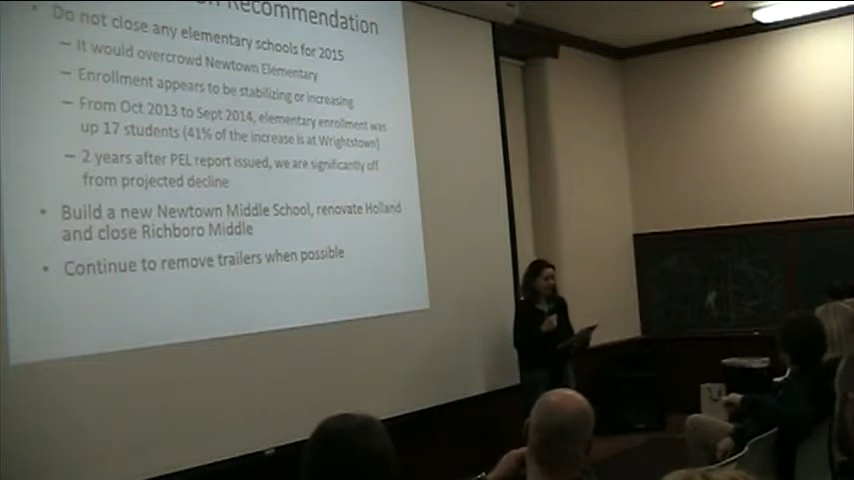 Recommendation
• Do not close any elementary schools for 2015
– It would overcrowd Newtown Elementary
– Enrollment appears to be stabilizing or increasing
– From Oct 2013 to Sept 2014, elementary enrollment was
up 17 students (41% of the increase is at Wrightstown)
– 2 years after PEL report issued, we are significantly off
from projected decline
• Build a new Newtown Middle School, renovate Holland
and close Richboro Middle
• Continue to remove trailers when possible